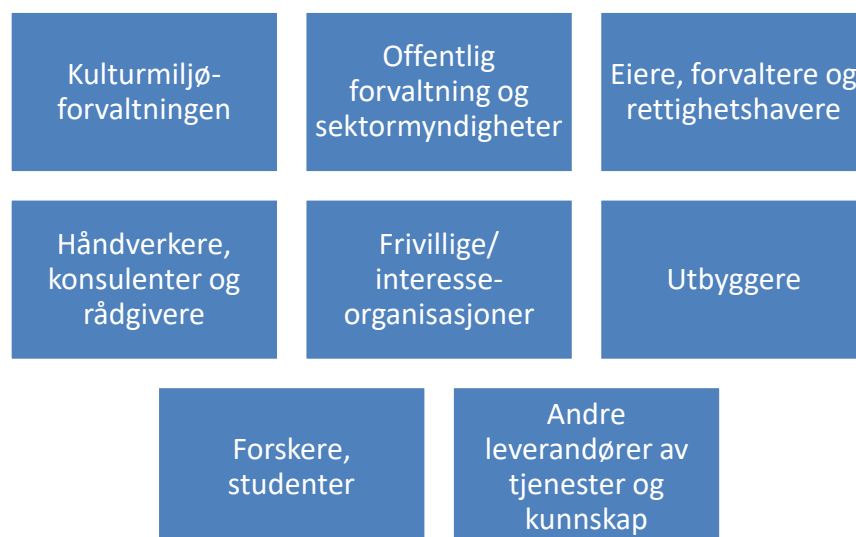 Kulturmiljø-
forvaltningen
Offentlig
forvaltning og
sektormyndigheter
Eiere, forvaltere og
rettighetshavere
Håndverkere,
konsulenter og
rådgivere
Frivillige/
interesse-
organisasjoner
Utbyggere
Forskere,
studenter
Andre
leverandører av
tjenester og
kunnskap